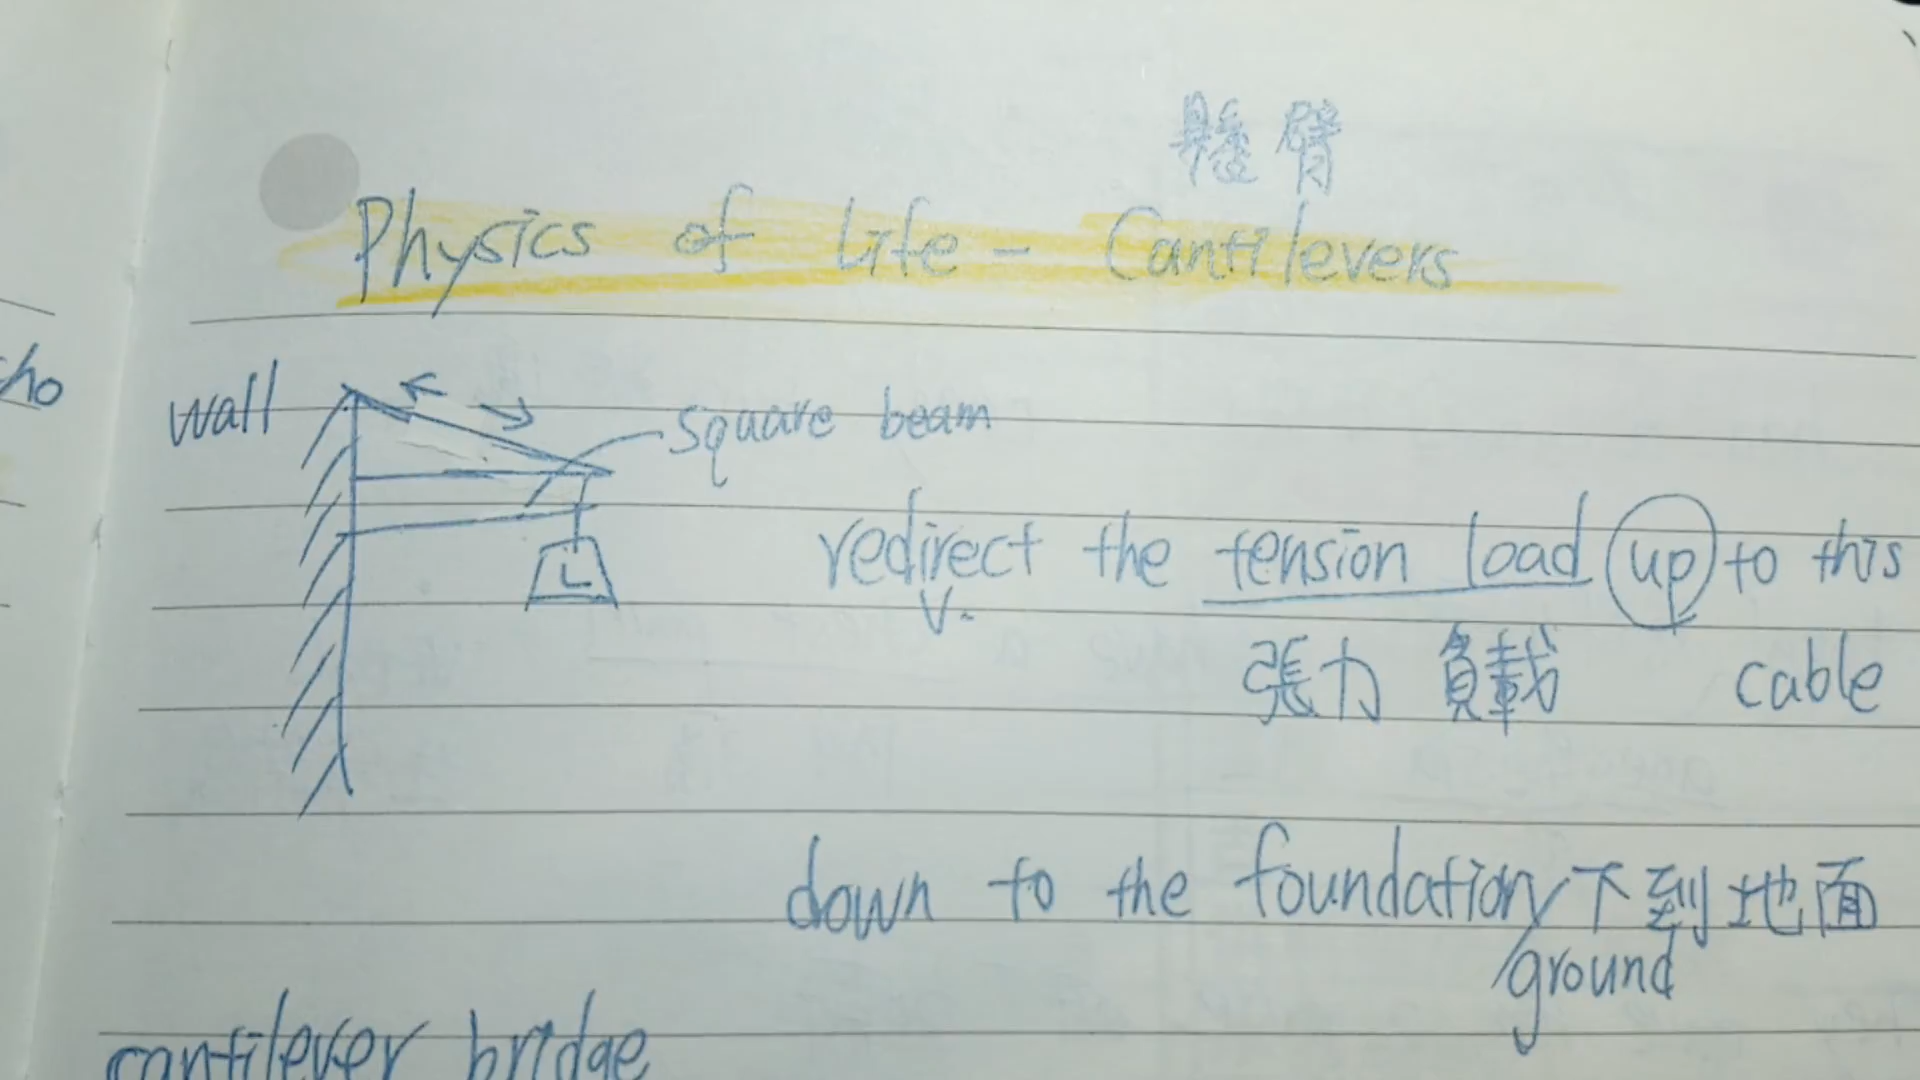 懸臂
Physics of Life - Cantilevers
cho
wall
square beam
L
redirect the tension load up to this
v.
張力 負載 cable
down to the foundation/ 下到地面
ground
cantilever bridge